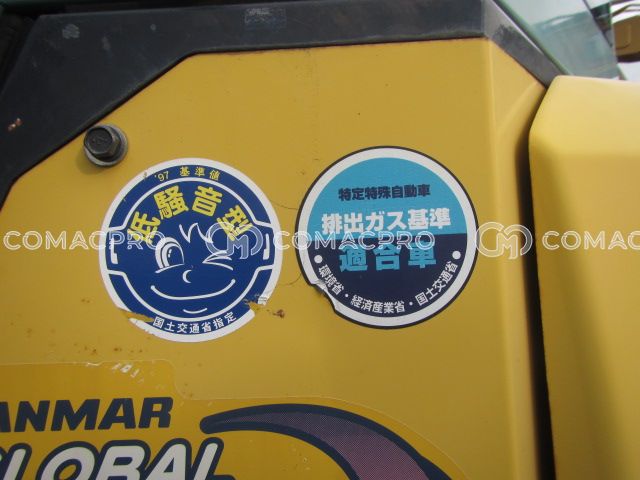 '97 基準値
低騒音型
国土交通省指定
特定特殊自動車
排出ガス基準
適合車
・環境省・経済産業省・国土交通省・
COMACPRO
COMACPRO
COMACPRO
ANMAR
GLOBAL